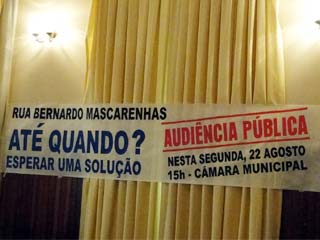 RUA BERNARDO MASCARENHAS
ATÉ QUANDO?
ESPERAR UMA SOLUÇÃO
AUDIÊNCIA PÚBLICA
NESTA SEGUNDA, 22 AGOSTO
15h - CÂMARA MUNICIPAL